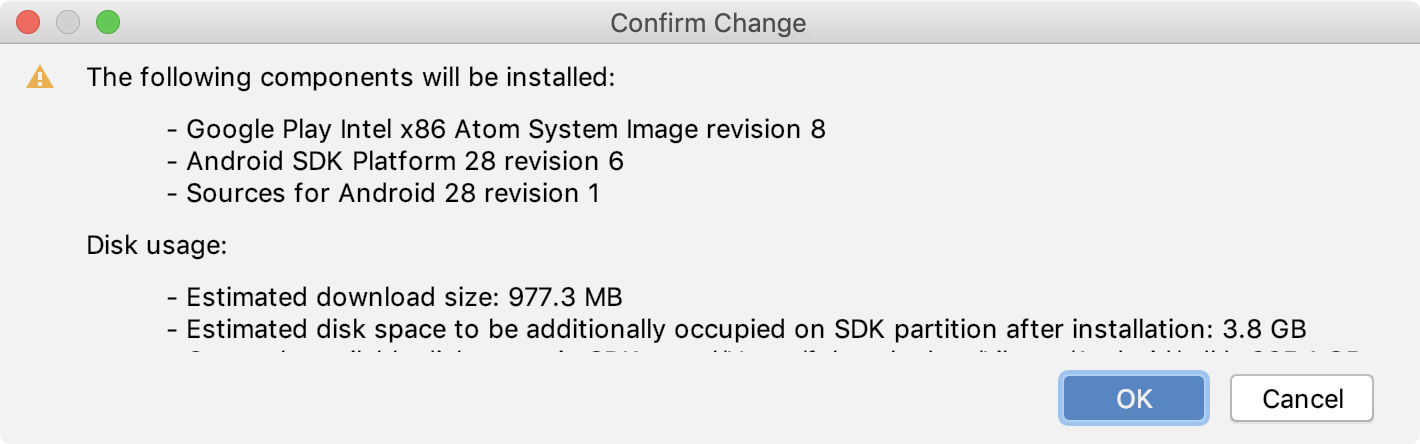 Confirm Change
The following components will be installed:
- Google Play Intel x86 Atom System Image revision 8
- Android SDK Platform 28 revision 6
- Sources for Android 28 revision 1
Disk usage:
- Estimated download size: 977.3 MB
- Estimated disk space to be additionally occupied on SDK partition after installation: 3.8 GB
OK
Cancel